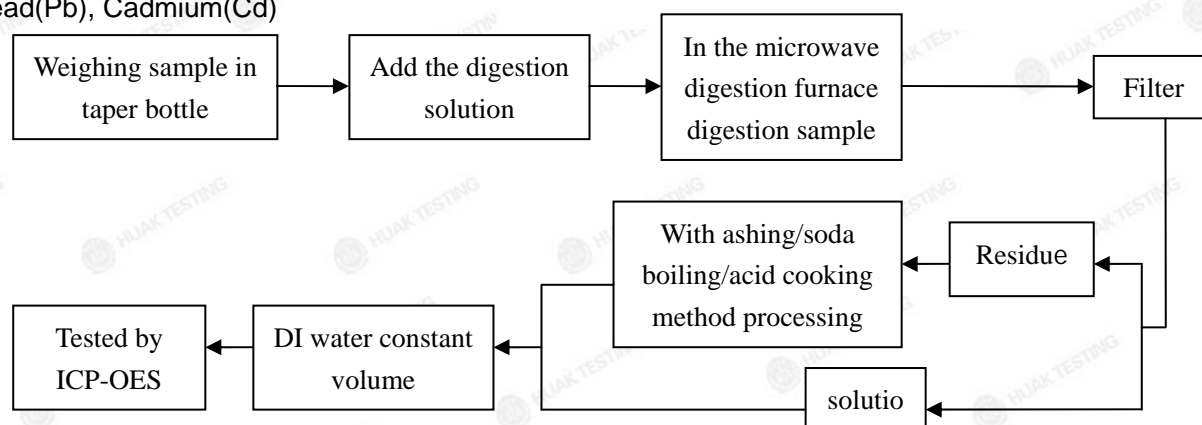 ead(Pb), Cadmium(Cd)
Weighing sample in
taper bottle
Add the digestion
solution
In the microwave
digestion furnace
digestion sample
Filter
With ashing/soda
boiling/acid cooking
method processing
Residue
Tested by
ICP-OES
DI water constant
volume
solutio
HUAK TESTING